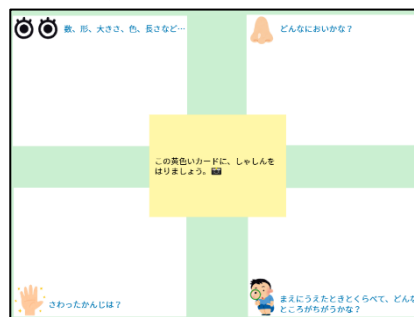 数、形、大きさ、色、長さなど…
どんなにおいかな？
この黄色いカードに、しゃしんを
はりましょう。📷
さわったかんじは？
まえにうえたときとくらべて、どんな
ところがちがうかな？